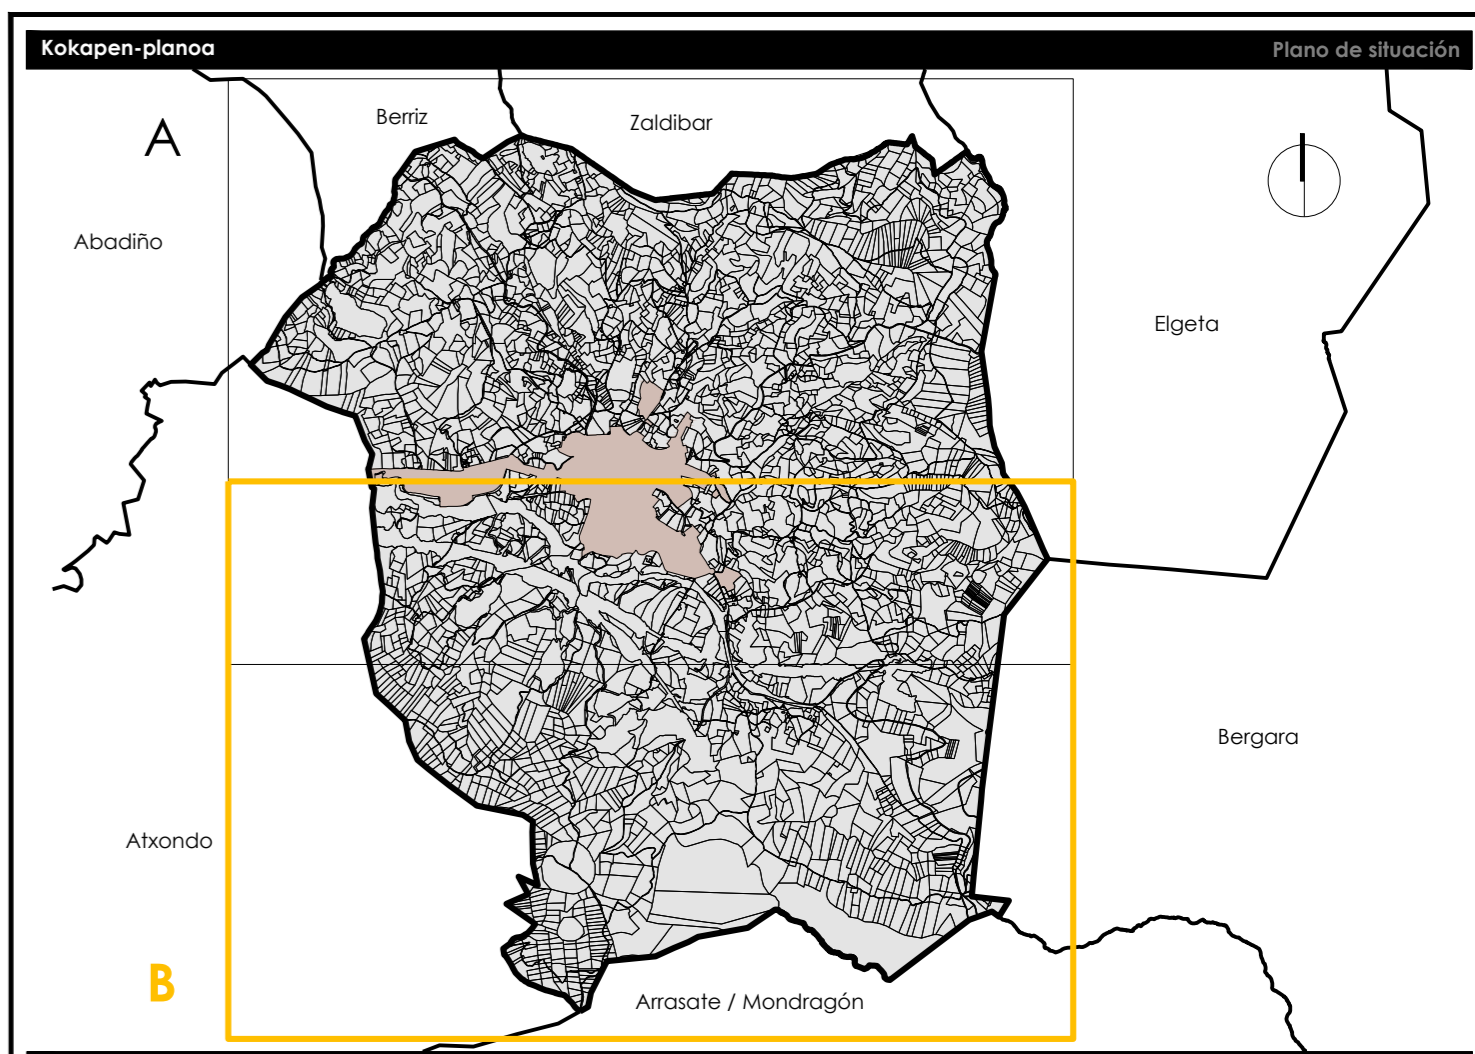 Kokapen-planoa
Plano de situación
A
Berriz
Zaldibar
Abadiño
Elgeta
Bergara
Atxondo
B
Arrasate / Mondragón